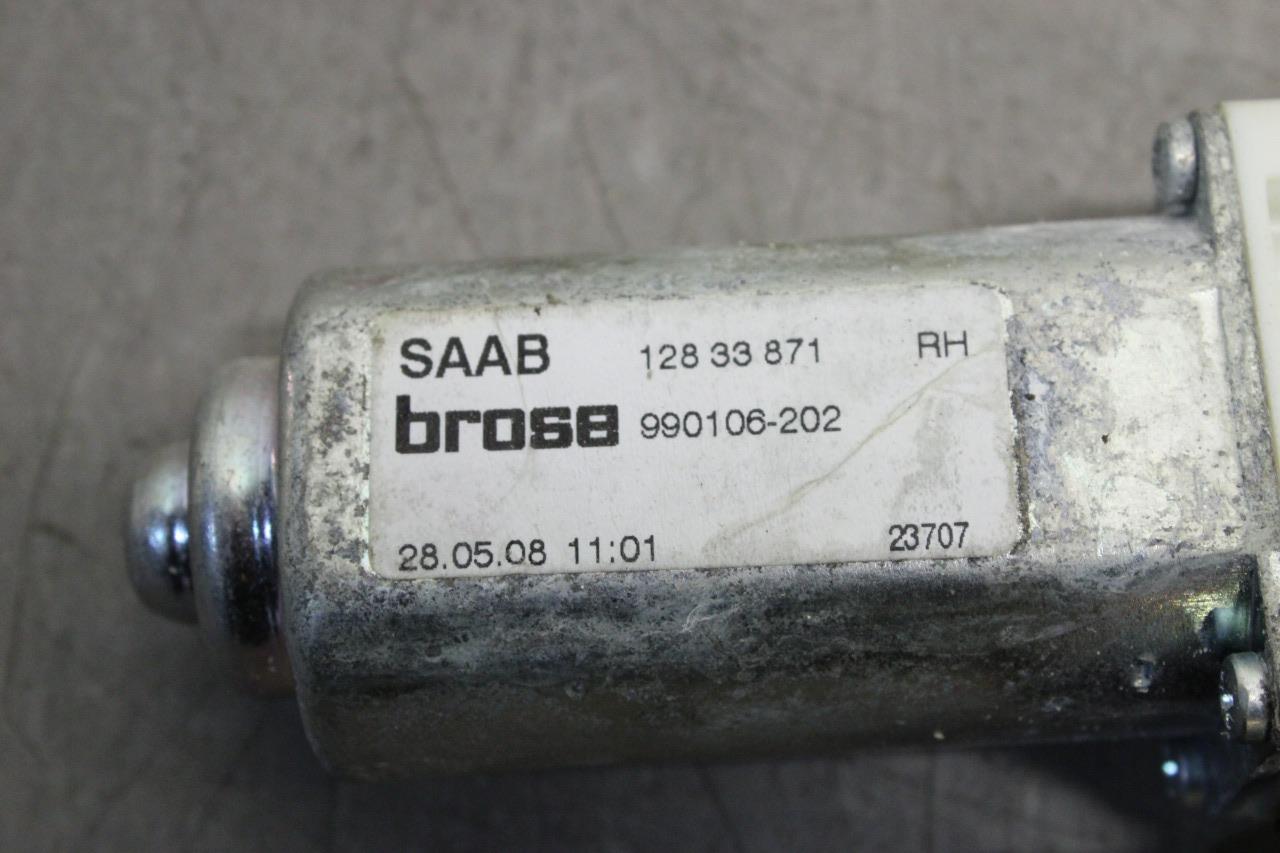 SAAB 128 33 871 RH
brose 990106-202
28.05.08 11:01 23707